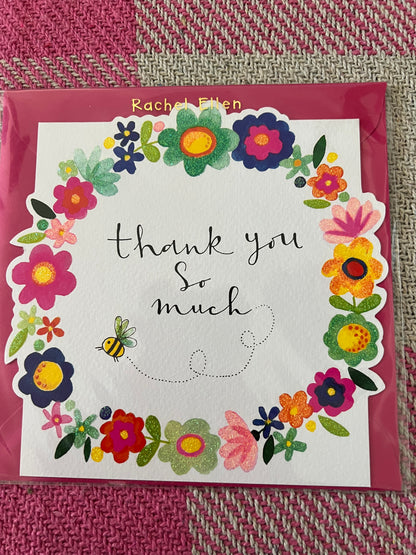 Rachel Ellen
thank you
so
much